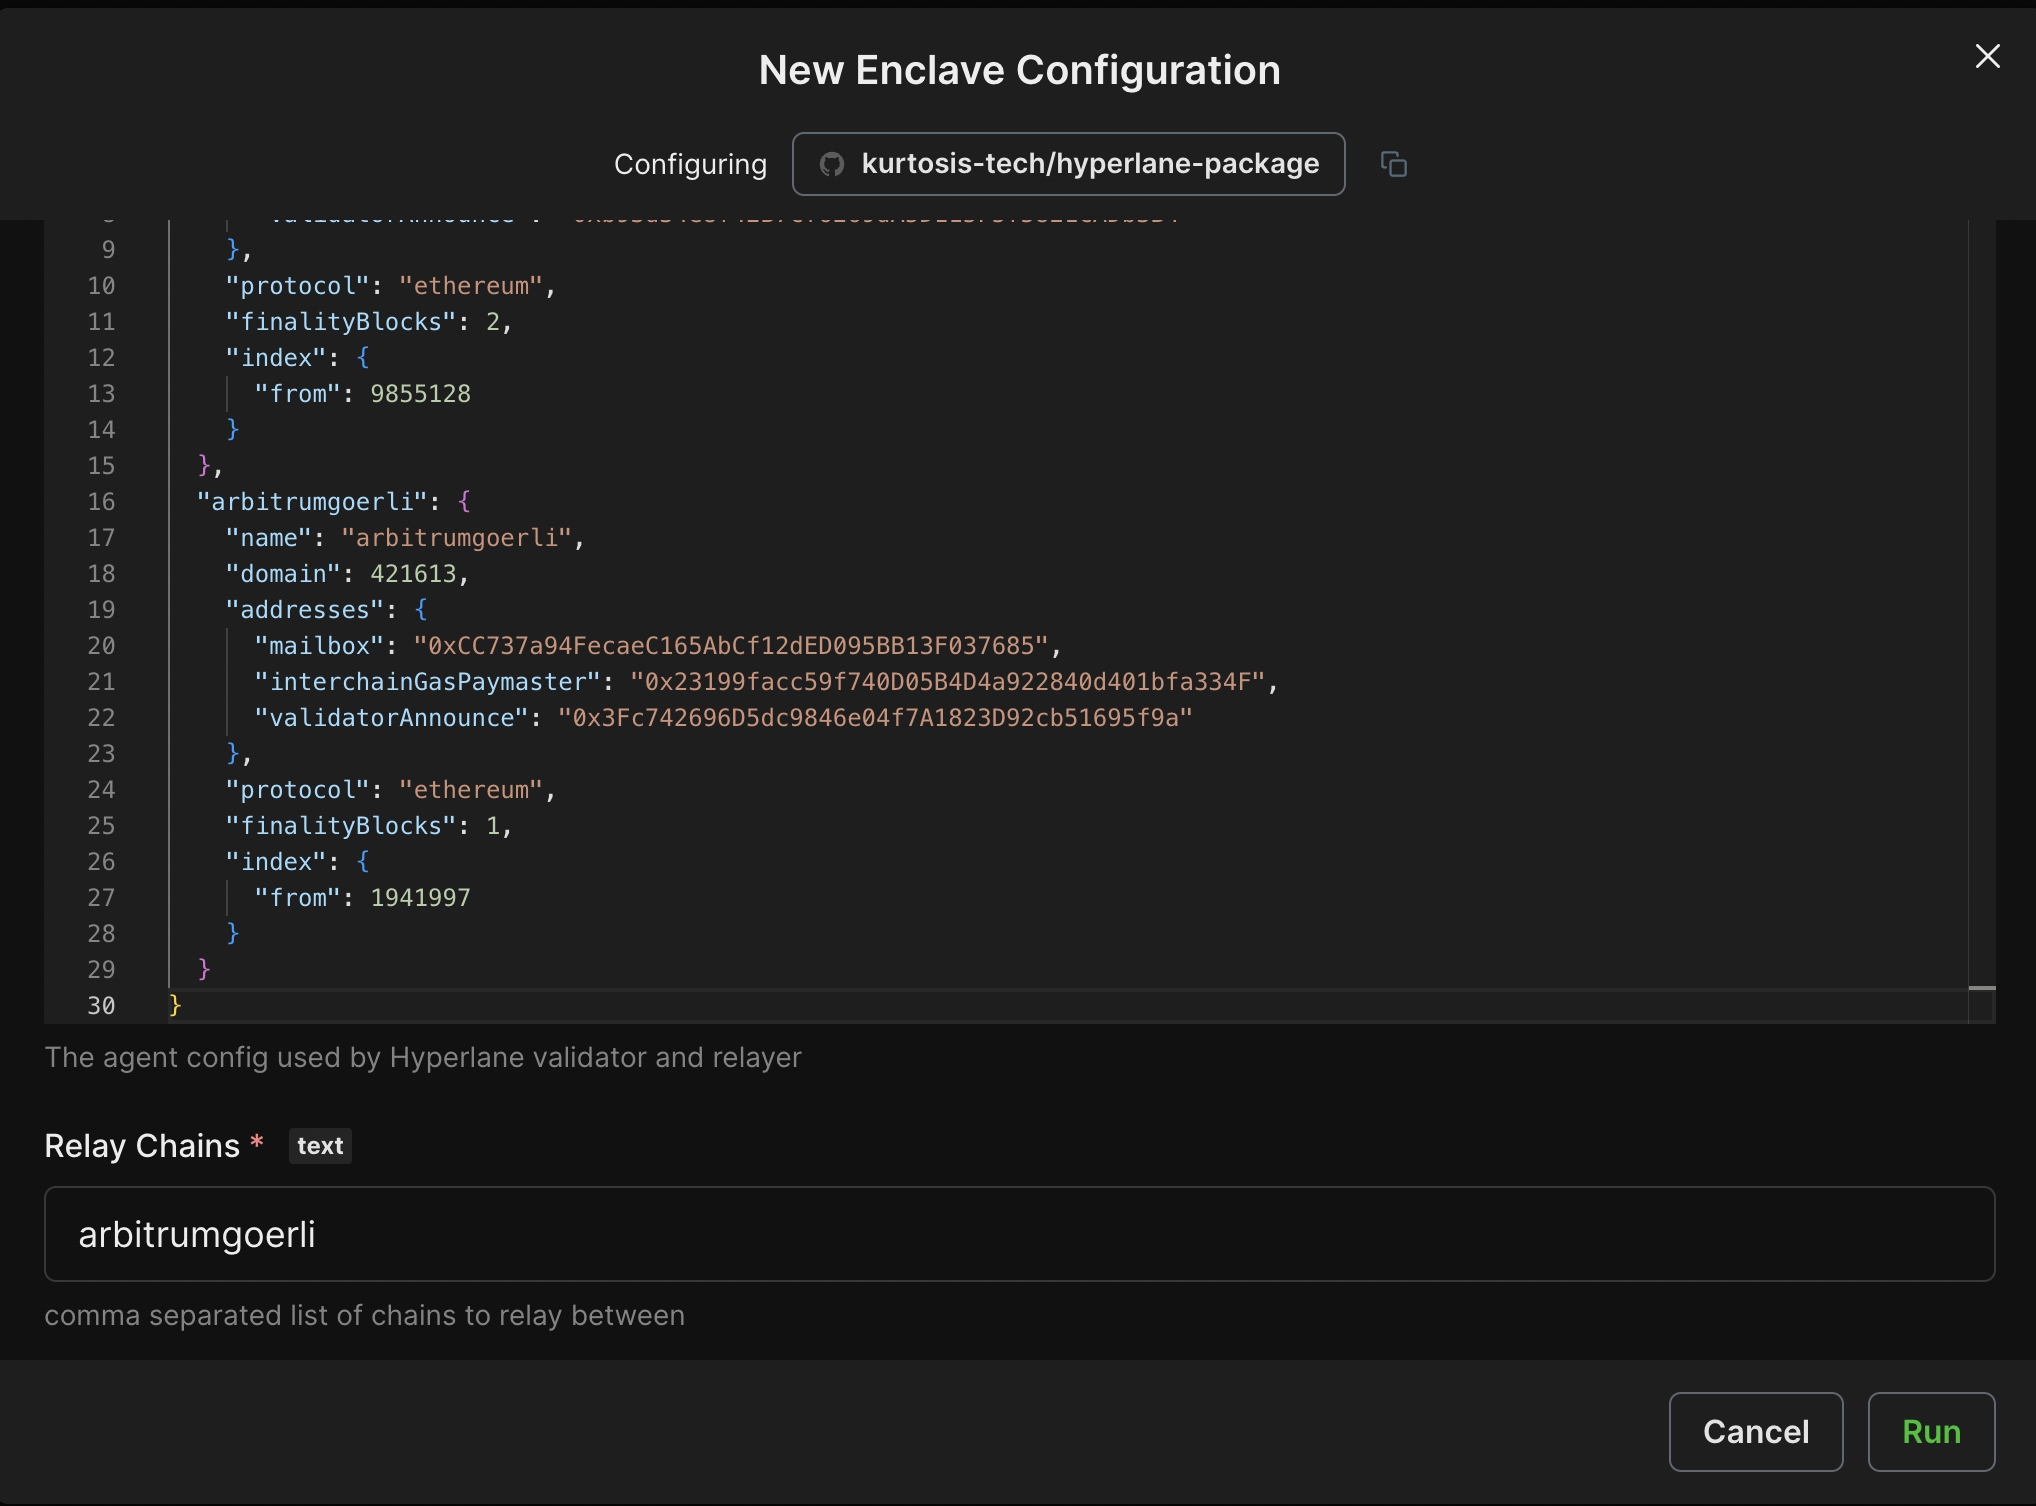 New Enclave Configuration
Configuring kurtosis-tech/hyperlane-package
9 },
10 "protocol": "ethereum",
11 "finalityBlocks": 2,
12 "index": {
13 "from": 9855128
14 }
15 },
16 "arbitrumgoerli": {
17 "name": "arbitrumgoerli",
18 "domain": 421613,
19 "addresses": {
20 "mailbox": "0xCC737a94FecaeC165AbCf12dED095BB13F037685",
21 "interchainGasPaymaster": "0x23199facc59f740D05B4D4a922840d401bfa334F",
22 "validatorAnnounce": "0x3Fc742696D5dc9846e04f7A1823D92cb51695f9a"
23 },
24 "protocol": "ethereum",
25 "finalityBlocks": 1,
26 "index": {
27 "from": 1941997
28 }
29 }
30 }
The agent config used by Hyperlane validator and relayer
Relay Chains * text
arbitrumgoerli
comma separated list of chains to relay between
Cancel Run